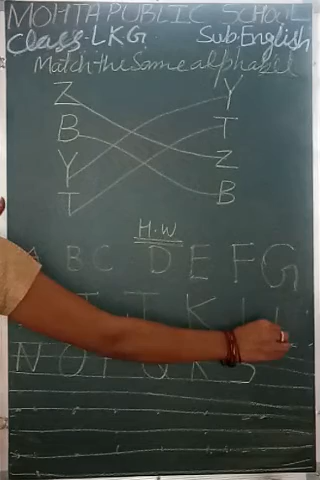 MOHTA PUBLIC SCHOOL
Class-LKG Sub-English
Match the Same alphabet
Z Y
B T
Y Z
T B
H.W
A B C D E F G
I J K L
N O P Q R S